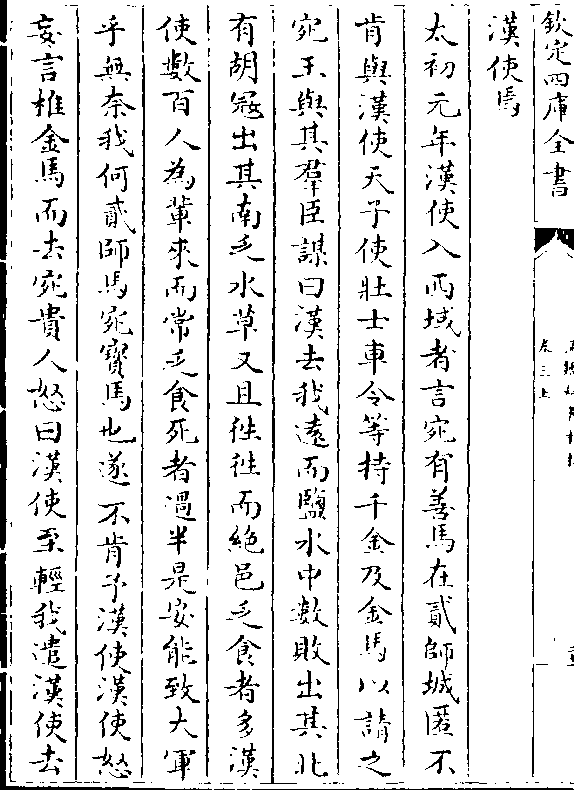 欽定四庫全書
卷三上
漢使馬
太初元年漢使入西域者言宛有善馬在貳師城匿不
肯與漢使天子使壯士車令等持千金及金馬以請之
宛王與其羣臣謀曰漢去我遠而鹽水中數敗出其北
有胡寇出其南乏水草又且徃徃而絶邑乏食者多漢
使數百人為輩來而常乏食死者過半是安能致大軍
乎無奈我何貳師馬宛寳馬也遂不肯予漢使漢使怒
妄言椎金馬而去宛貴人怒曰漢使至輕我遣漢使去